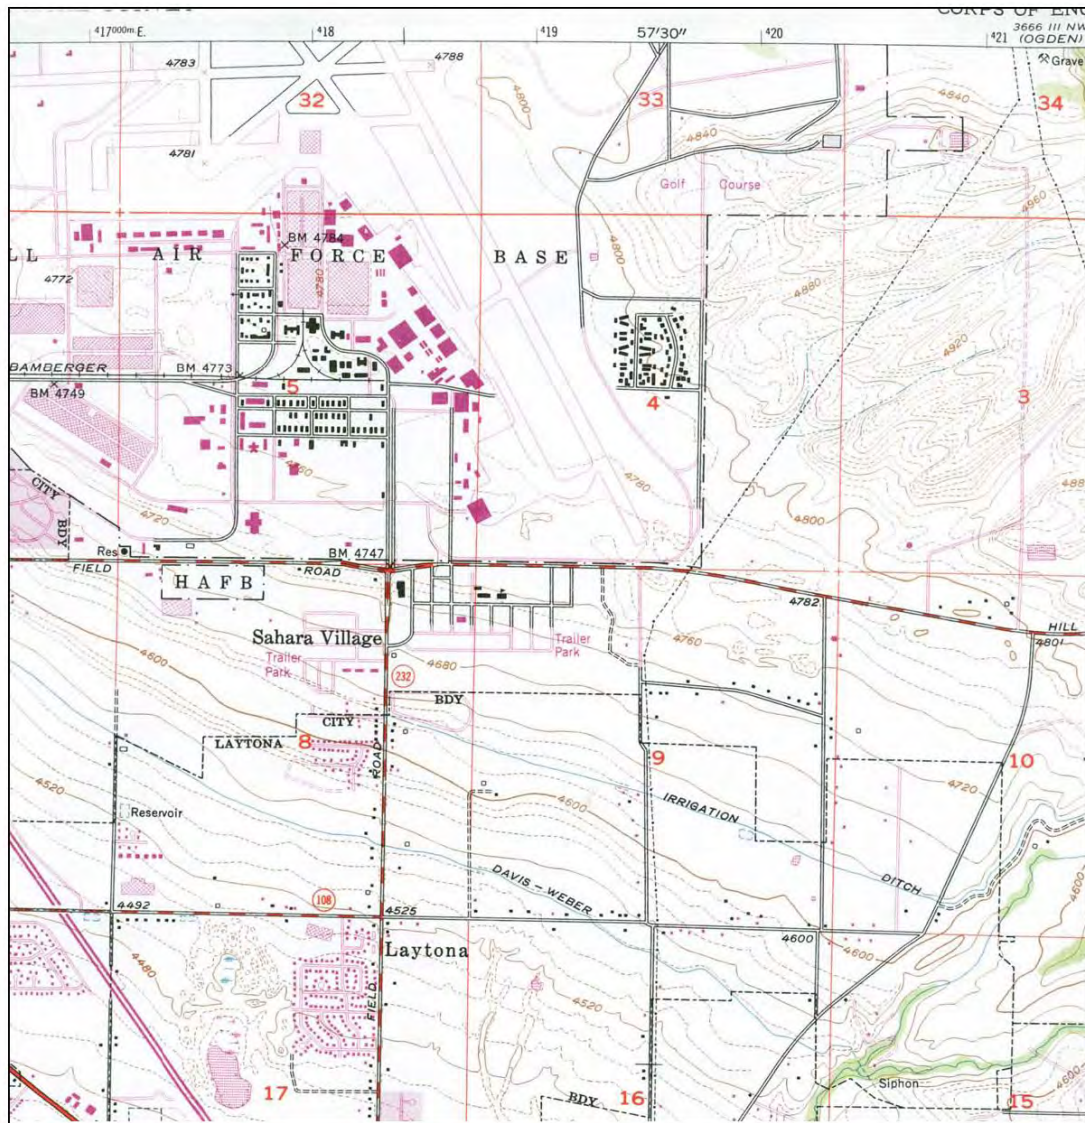 CORPS OF ENG
3666 III NW
(OGDEN)
417000m. E.
418
419
57'30"
420
421
4783
4788
Grave
32
33
34
4800
4840
4840
4781
Golf Course
4960
BM 4784
LL AIR FORCE BASE
4772
4780
4800
4880
4880
4920
BAMBERGER
BM 4773
BM 4749
5
4
3
4760
4780
488
CITY
BDY
4720
4800
Res
BM 4747
FIELD ROAD
HAFB
4782
HILL
4801
Sahara Village
Trailer
Park
Trailer
Park
4600
4680
4760
232
BDY
CITY
LAYTONA
8
ROAD
9
10
4520
4600
4720
IRRIGATION
Reservoir
DAVIS-WEBER
DITCH
108
4492
4525
4600
4600
Laytona
4480
FIELD
4520
17
16
BDY
Siphon
15
4600